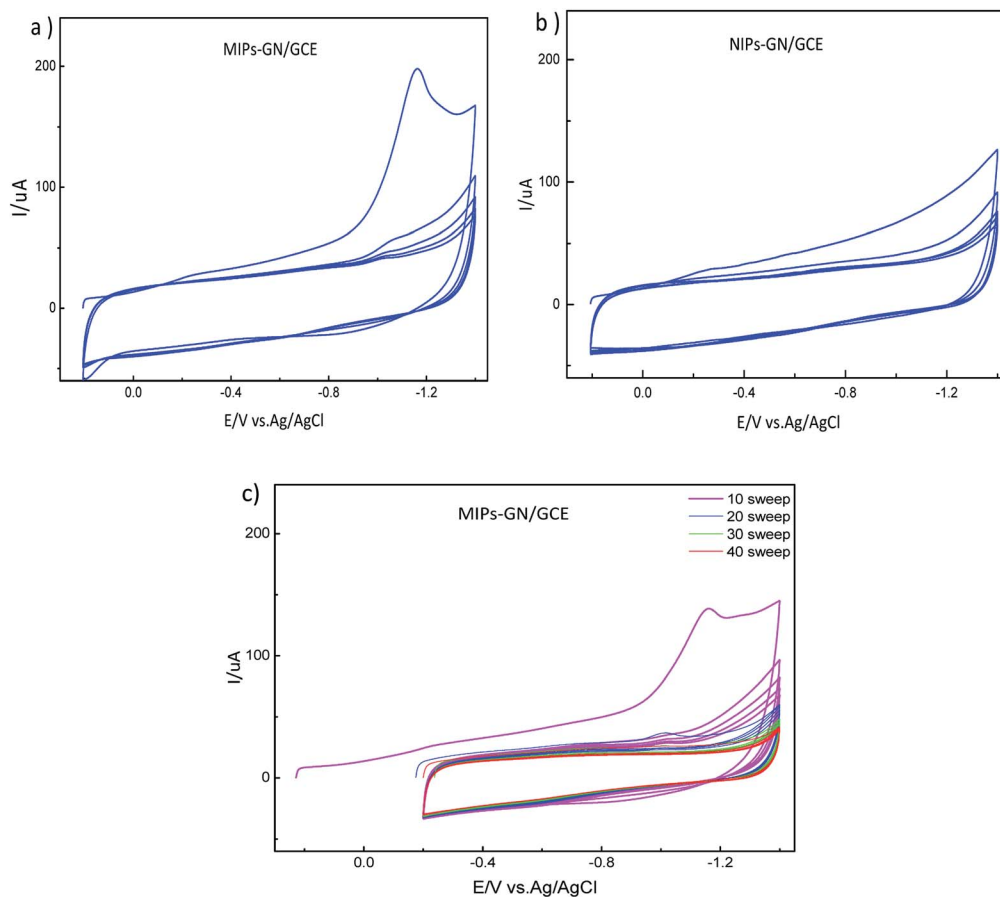 a )
MIPs-GN/GCE
200
100
0
I/uA
0.0 -0.4 -0.8 -1.2
E/V vs.Ag/AgCl
b )
NIPs-GN/GCE
200
100
0
I/uA
0.0 -0.4 -0.8 -1.2
E/V vs.Ag/AgCl
c )
MIPs-GN/GCE
10 sweep
20 sweep
30 sweep
40 sweep
200
100
0
I/uA
0.0 -0.4 -0.8 -1.2
E/V vs.Ag/AgCl